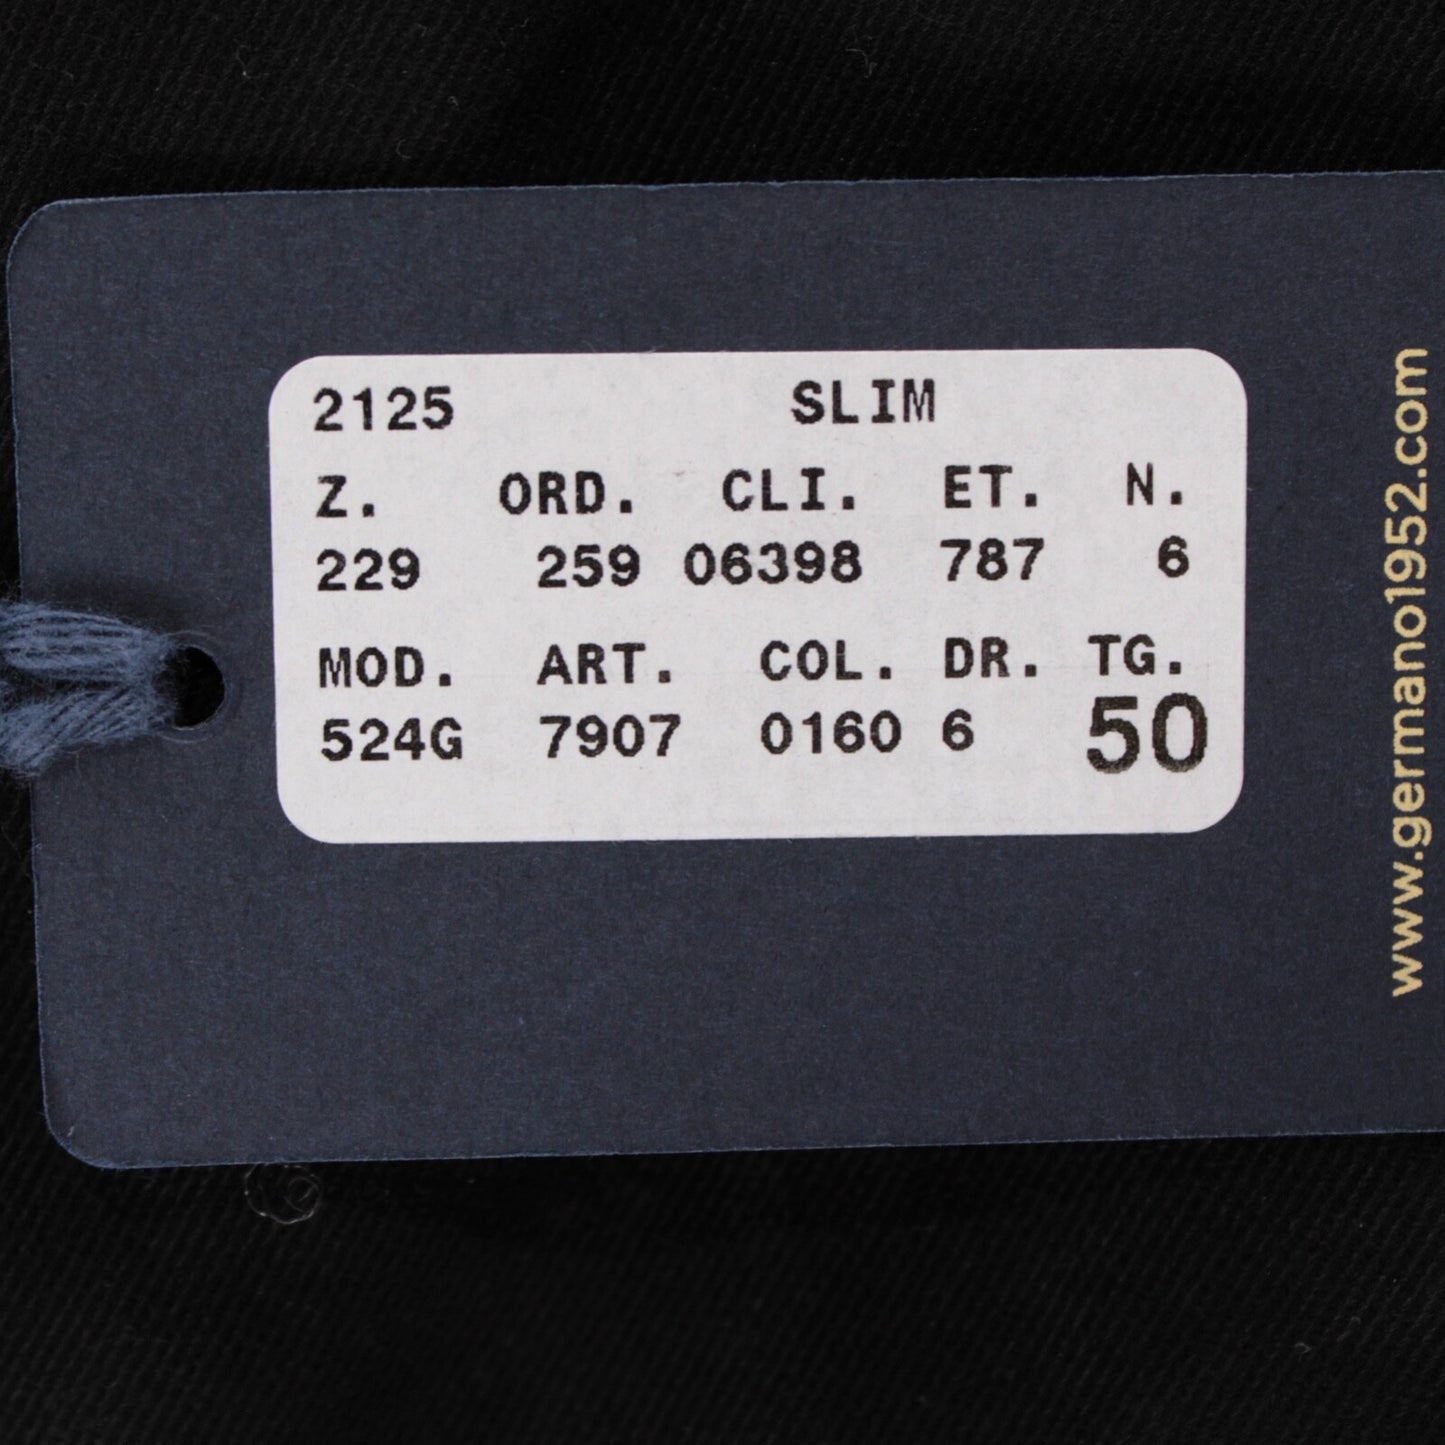 2125 SLIM
Z. ORD. CLI. ET. N.
229 259 06398 787 6
MOD. ART. COL. DR. TG.
524G 7907 0160 6 50
www.germano1952.com